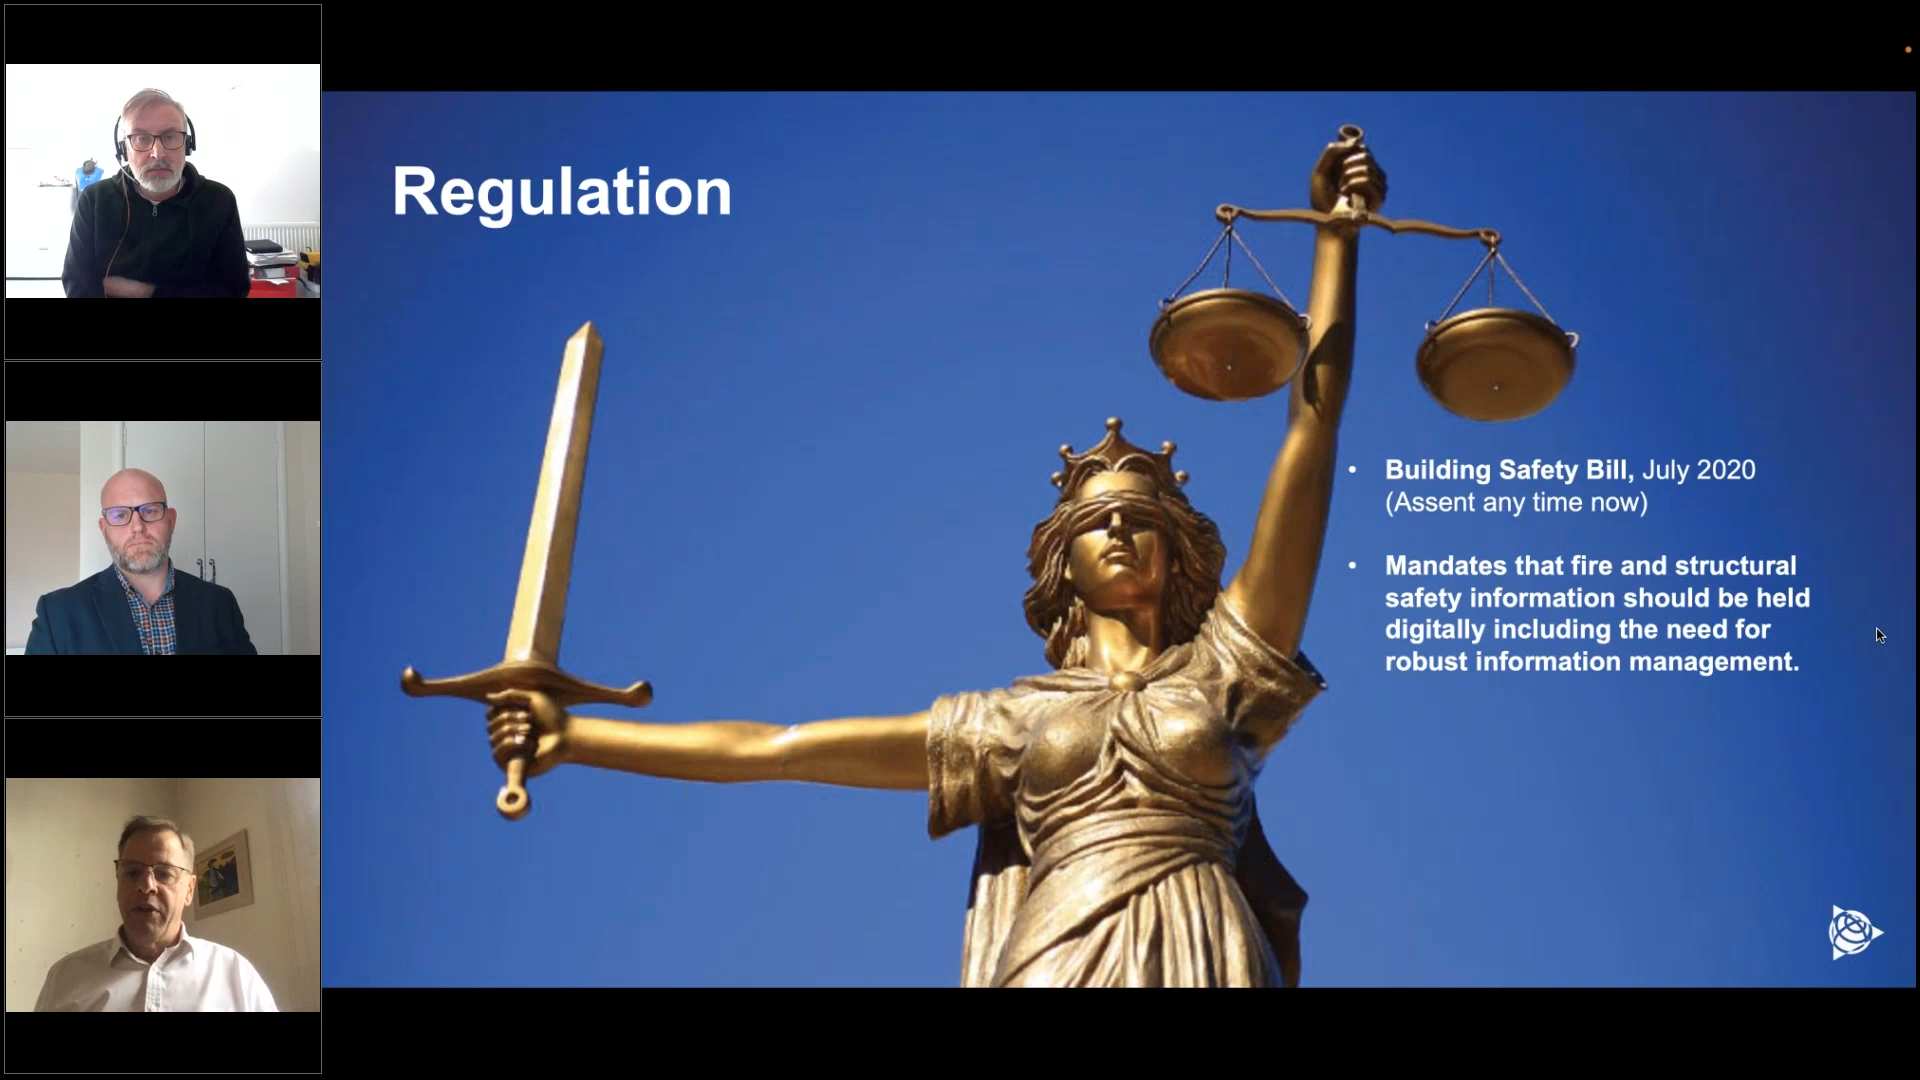 Regulation
• Building Safety Bill, July 2020
(Assent any time now)
• Mandates that fire and structural
safety information should be held
digitally including the need for
robust information management.